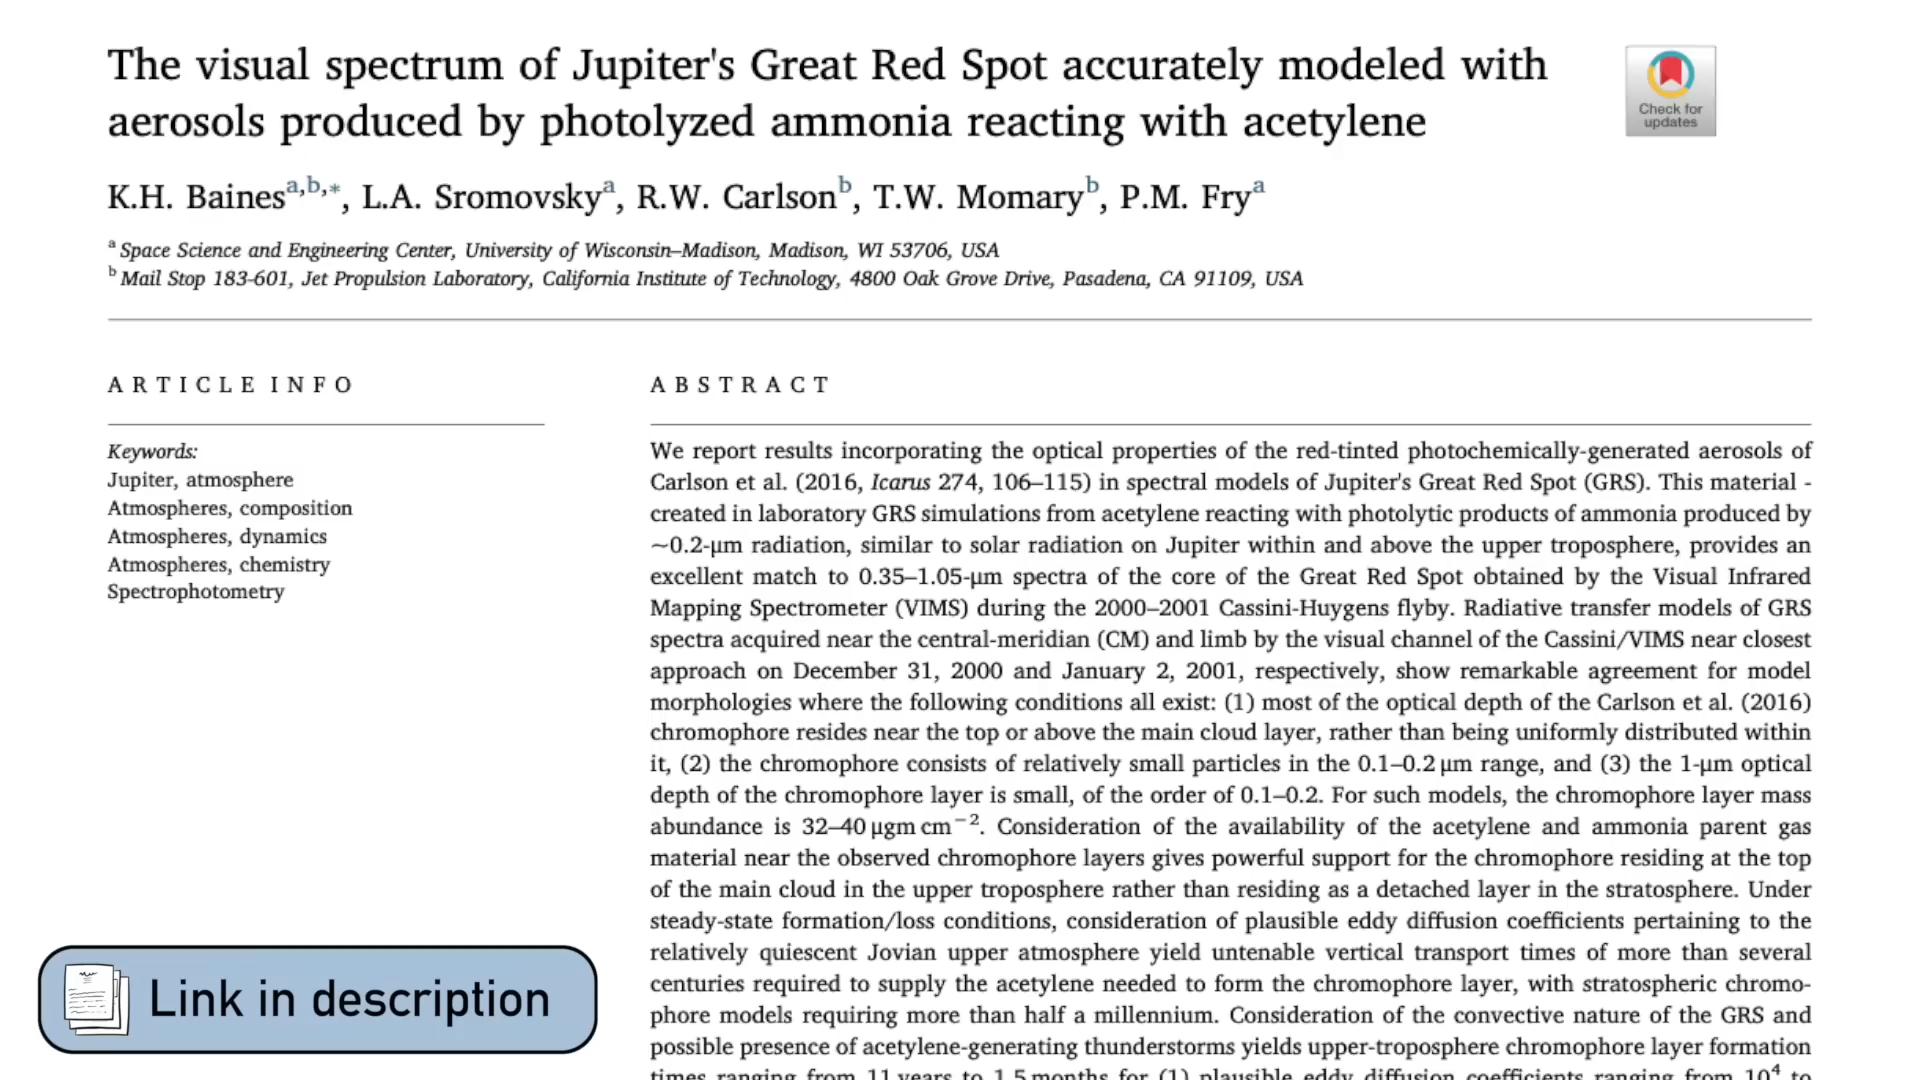 The visual spectrum of Jupiter's Great Red Spot accurately modeled with
aerosols produced by photolyzed ammonia reacting with acetylene
Check for
updates
K.H. Baines a,b,*, L.A. Sromovsky a, R.W. Carlson b, T.W. Momary b, P.M. Fry a
a Space Science and Engineering Center, University of Wisconsin–Madison, Madison, WI 53706, USA
b Mail Stop 183-601, Jet Propulsion Laboratory, California Institute of Technology, 4800 Oak Grove Drive, Pasadena, CA 91109, USA
ARTICLE INFO
Keywords:
Jupiter, atmosphere
Atmospheres, composition
Atmospheres, dynamics
Atmospheres, chemistry
Spectrophotometry
ABSTRACT
We report results incorporating the optical properties of the red-tinted photochemically-generated aerosols of
Carlson et al. (2016, Icarus 274, 106–115) in spectral models of Jupiter's Great Red Spot (GRS). This material -
created in laboratory GRS simulations from acetylene reacting with photolytic products of ammonia produced by
~0.2-μm radiation, similar to solar radiation on Jupiter within and above the upper troposphere, provides an
excellent match to 0.35–1.05-μm spectra of the core of the Great Red Spot obtained by the Visual Infrared
Mapping Spectrometer (VIMS) during the 2000–2001 Cassini-Huygens flyby. Radiative transfer models of GRS
spectra acquired near the central-meridian (CM) and limb by the visual channel of the Cassini/VIMS near closest
approach on December 31, 2000 and January 2, 2001, respectively, show remarkable agreement for model
morphologies where the following conditions all exist: (1) most of the optical depth of the Carlson et al. (2016)
chromophore resides near the top or above the main cloud layer, rather than being uniformly distributed within
it, (2) the chromophore consists of relatively small particles in the 0.1–0.2 μm range, and (3) the 1-μm optical
depth of the chromophore layer is small, of the order of 0.1–0.2. For such models, the chromophore layer mass
abundance is 32–40 μgm cm⁻². Consideration of the availability of the acetylene and ammonia parent gas
material near the observed chromophore layers gives powerful support for the chromophore residing at the top
of the main cloud in the upper troposphere rather than residing as a detached layer in the stratosphere. Under
steady-state formation/loss conditions, consideration of plausible eddy diffusion coefficients pertaining to the
relatively quiescent Jovian upper atmosphere yield untenable vertical transport times of more than several
centuries required to supply the acetylene needed to form the chromophore layer, with stratospheric chromo-
phore models requiring more than half a millennium. Consideration of the convective nature of the GRS and
possible presence of acetylene-generating thunderstorms yields upper-troposphere chromophore layer formation
times ranging from 11 years to 1.5 months for (1) plausible eddy diffusion coefficients ranging from 10⁴ to
Link in description